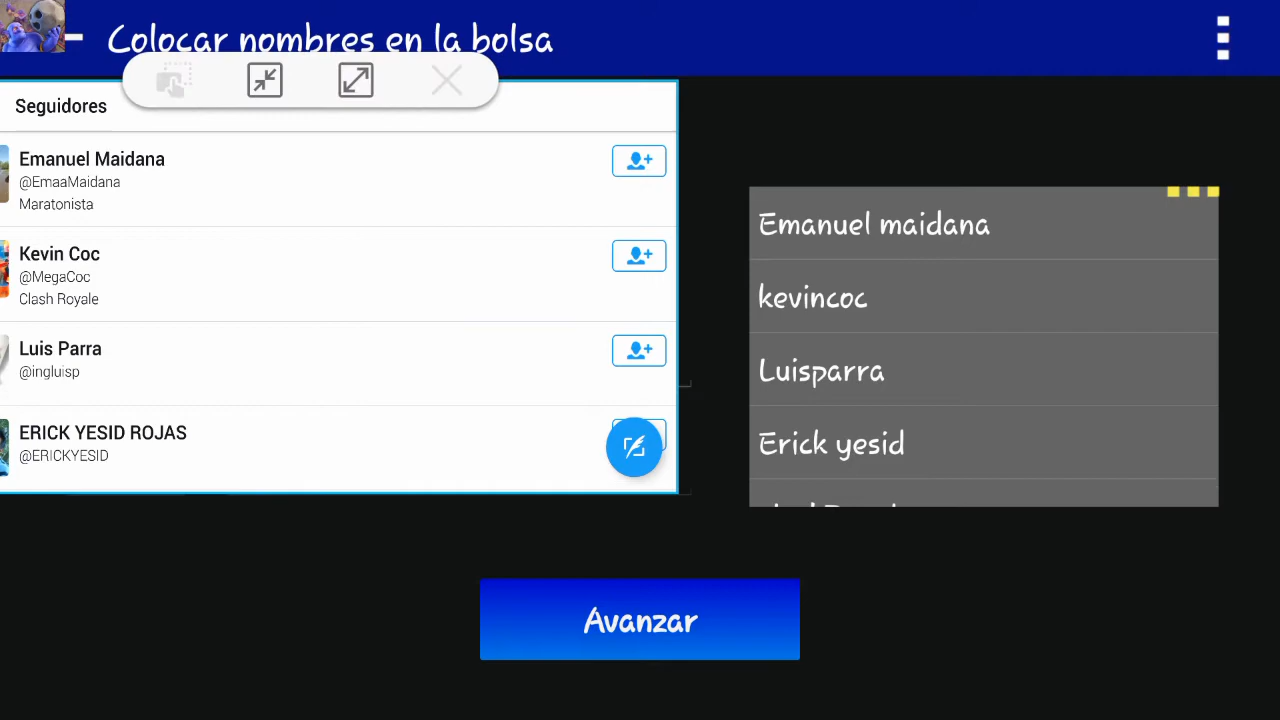 Colocar nombres en la bolsa
Seguidores
Emanuel Maidana
@EmaaMaidana
Maratonista
Kevin Coc
@MegaCoc
Clash Royale
Luis Parra
@ingluisp
ERICK YESID ROJAS
@ERICKYESID
Emanuel maidana
kevincoc
Luisparra
Erick yesid
Avanzar